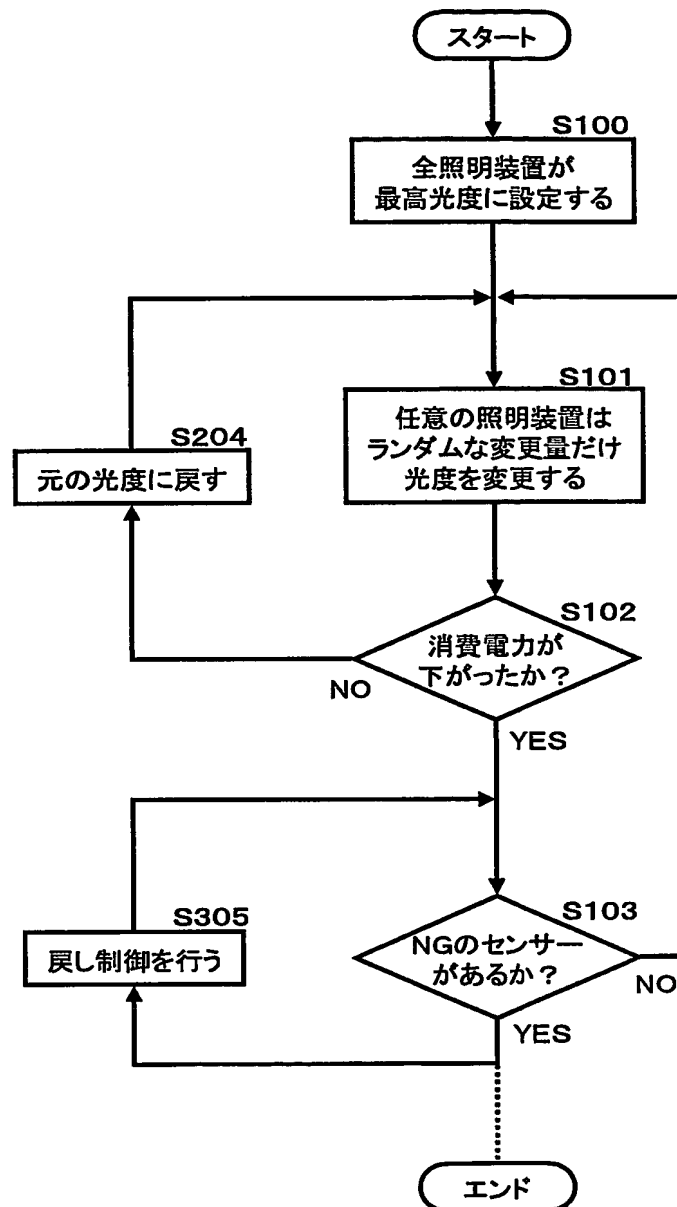 スタート
S100
全照明装置が
最高光度に設定する
S101
任意の照明装置は
ランダムな変更量だけ
光度を変更する
S204
元の光度に戻す
S102
消費電力が
下がったか？
NO
YES
S305
戻し制御を行う
S103
NGのセンサー
があるか？
NO
YES
エンド